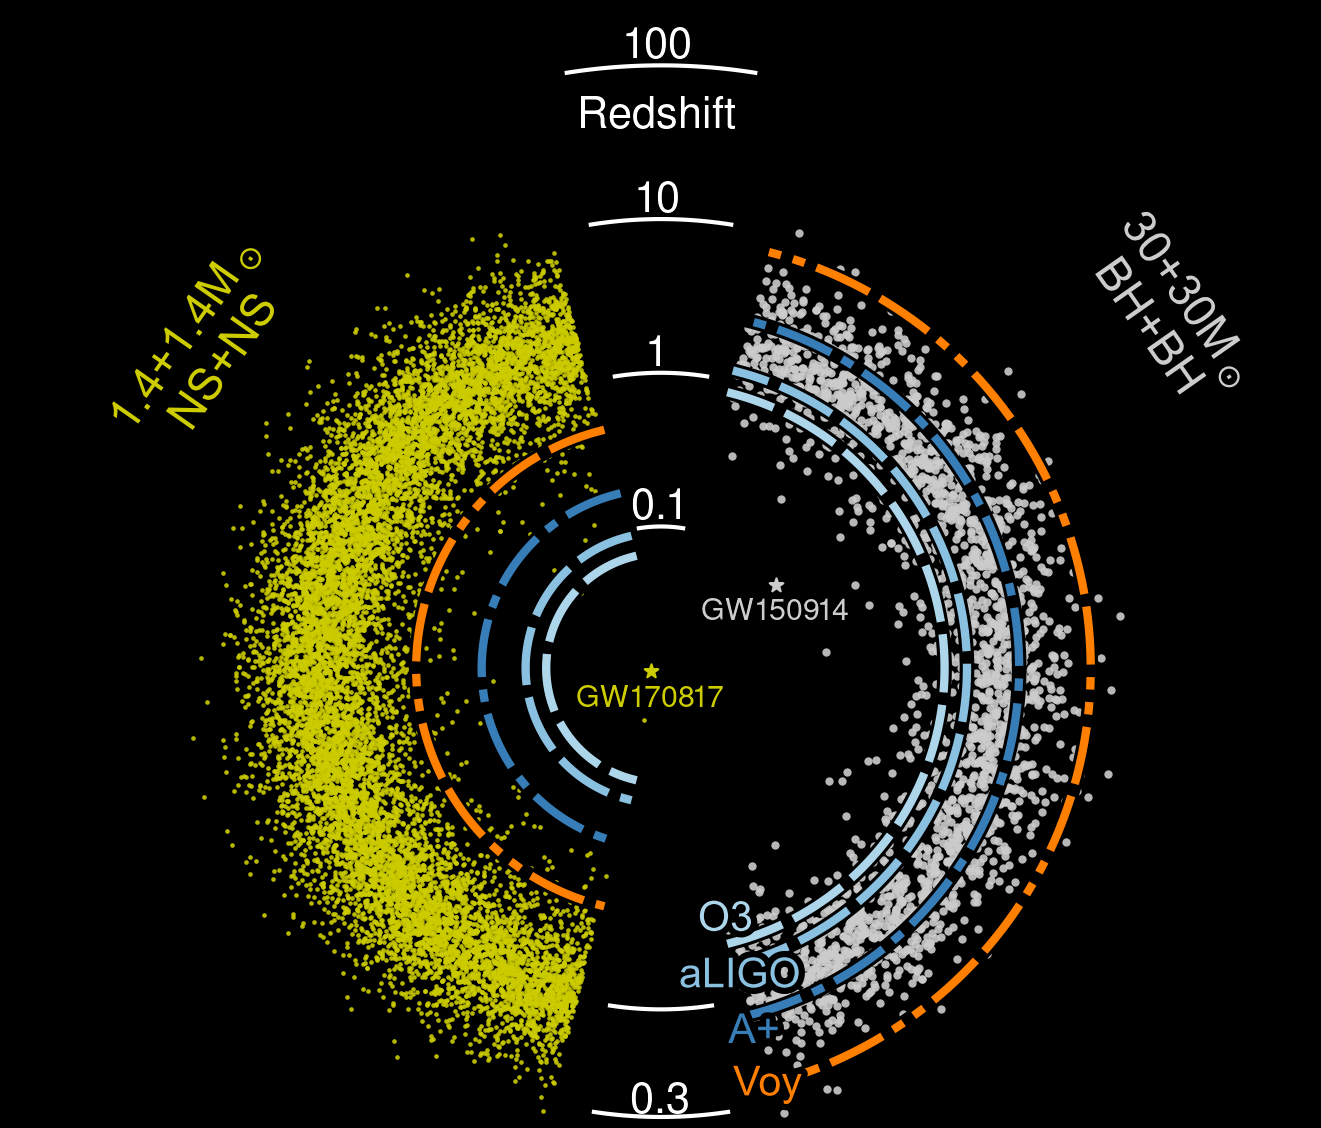 100
Redshift
10
1.4+1.4M☉
NS+NS
30+30M☉
BH+BH
1
0.1
GW150914
GW170817
O3
aLIGO
A+
Voy
0.3